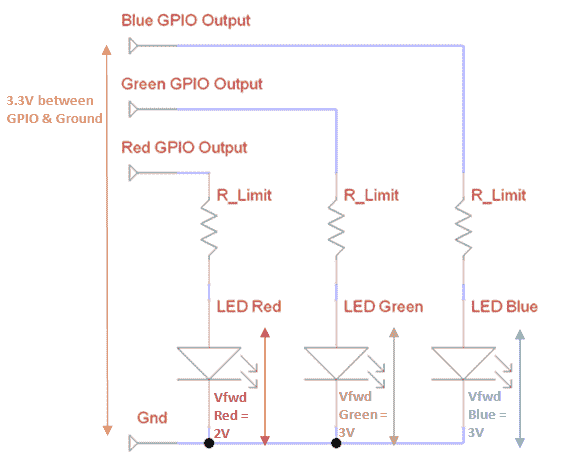 Blue GPIO Output
3.3V between
GPIO & Ground
Green GPIO Output
Red GPIO Output
R_Limit
R_Limit
R_Limit
LED Red
LED Green
LED Blue
Vfwd
Red =
2V
Vfwd
Green =
3V
Vfwd
Blue =
3V
Gnd